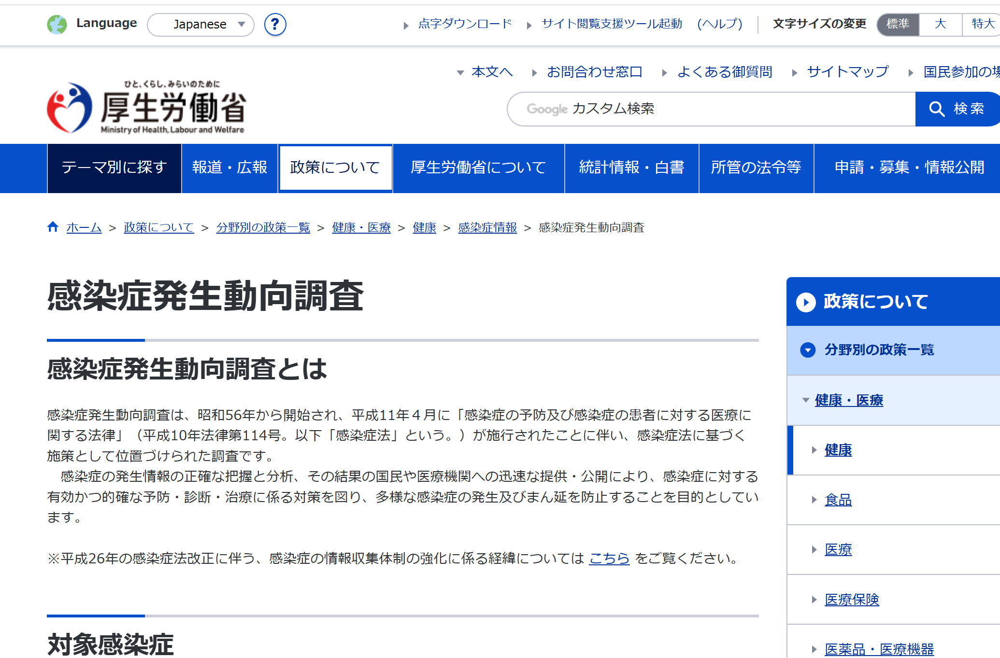 Language Japanese ? 点字ダウンロード サイト閲覧支援ツール起動 (ヘルプ) 文字サイズの変更 標準 大 特大
本文へ お問合わせ窓口 よくある御質問 サイトマップ 国民参加の場
ひと、くらし、みらいのために
厚生労働省
Ministry of Health, Labour and Welfare
Google カスタム検索 検索
テーマ別に探す 報道・広報 政策について 厚生労働省について 統計情報・白書 所管の法令等 申請・募集・情報公開
ホーム > 政策について > 分野別の政策一覧 > 健康・医療 > 健康 > 感染症情報 > 感染症発生動向調査
感染症発生動向調査
感染症発生動向調査とは
感染症発生動向調査は、昭和56年から開始され、平成11年４月に「感染症の予防及び感染症の患者に対する医療に
関する法律」（平成10年法律第114号。以下「感染症法」という。）が施行されたことに伴い、感染症法に基づく
施策として位置づけられた調査です。
感染症の発生情報の正確な把握と分析、その結果の国民や医療機関への迅速な提供・公開により、感染症に対する
有効かつ的確な予防・診断・治療に係る対策を図り、多様な感染症の発生及びまん延を防止することを目的としてい
ます。
※平成26年の感染症法改正に伴う、感染症の情報収集体制の強化に係る経緯については こちら をご覧ください。
対象感染症
政策について
分野別の政策一覧
健康・医療
健康
食品
医療
医療保険
医薬品・医療機器